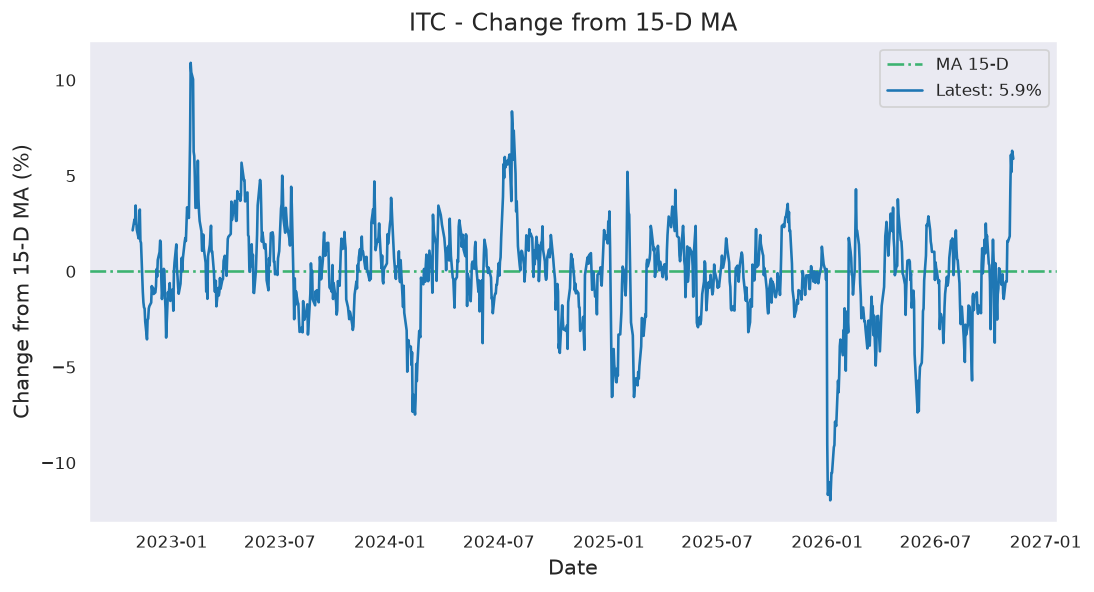 ITC - Change from 15-D MA
MA 15-D
Latest: 5.9%
Change from 15-D MA (%)
10
5
0
−5
−10
2023-01
2023-07
2024-01
2024-07
2025-01
2025-07
2026-01
2026-07
2027-01
Date